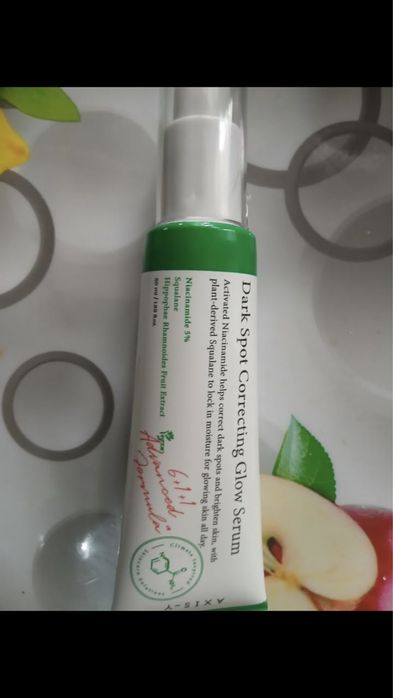 Dark Spot Correcting Glow Serum
Activated Niacinamide helps correct dark spots and brighten skin, with
plant-derived Squalane to lock in moisture for glowing skin all day.
Niacinamide 5%
Squalane
Hippophae Rhamnoides Fruit Extract
Vegan
6+1+1
Advanced
Formula
AXIS-Y